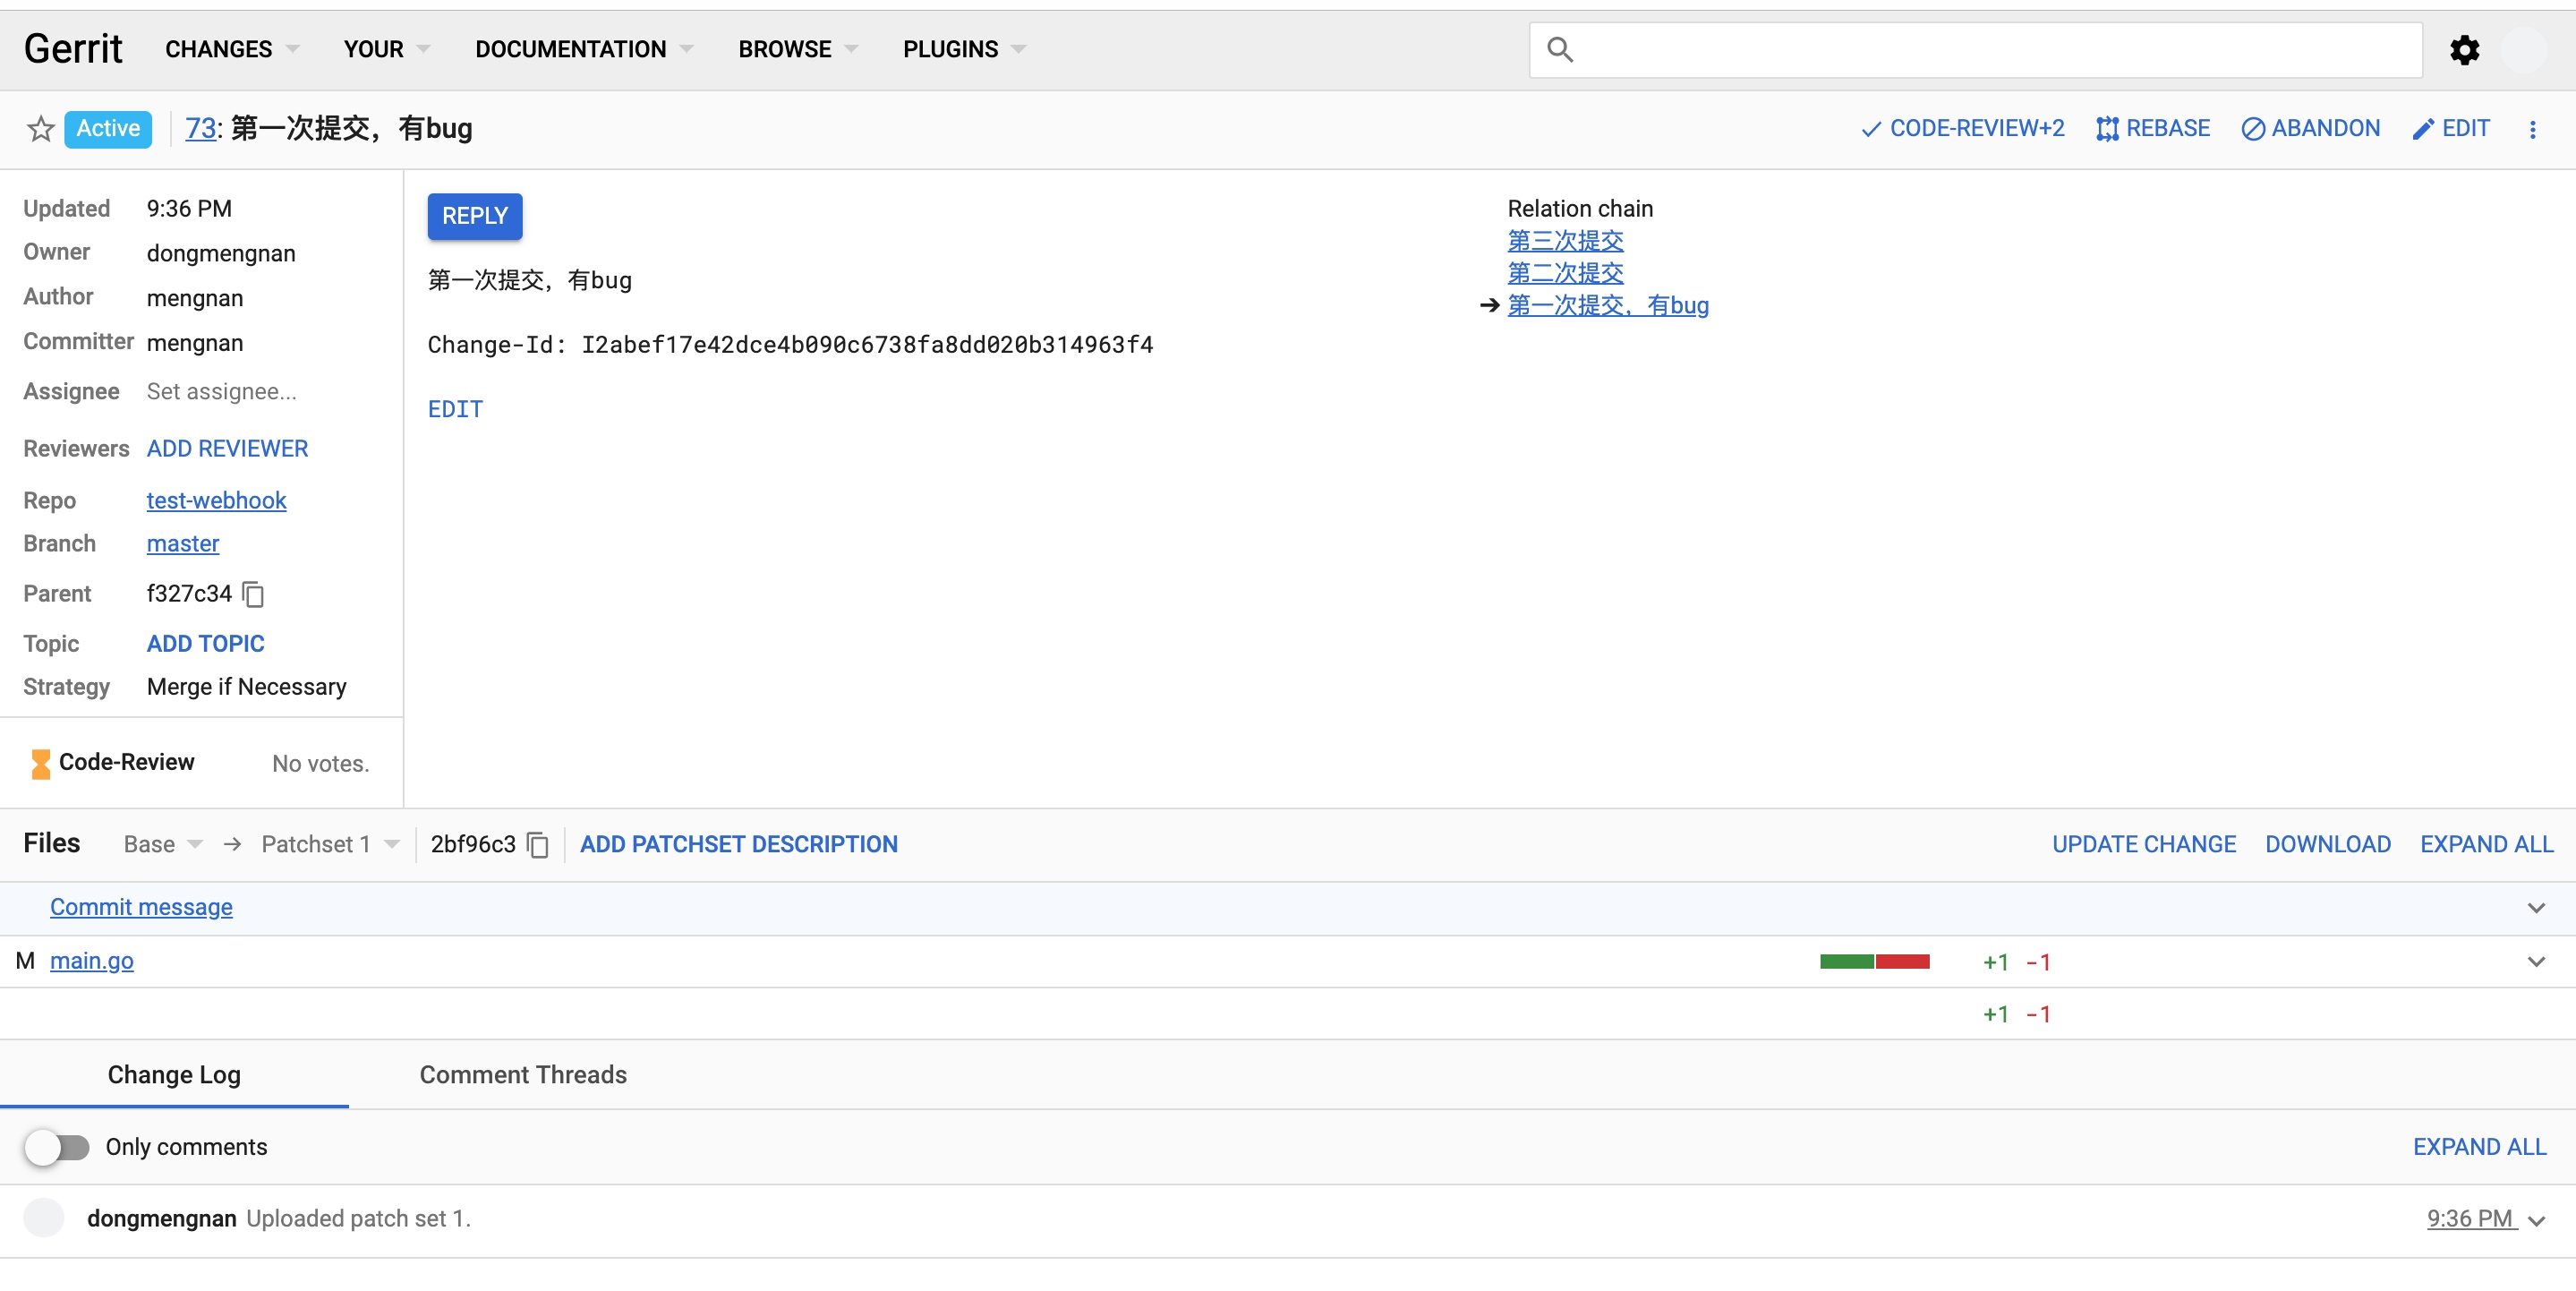 Gerrit CHANGES YOUR DOCUMENTATION BROWSE PLUGINS
Active 73: 第一次提交，有bug CODE-REVIEW+2 REBASE ABANDON EDIT
Updated 9:36 PM
Owner dongmengnan
Author mengnan
Committer mengnan
Assignee Set assignee...
Reviewers ADD REVIEWER
Repo test-webhook
Branch master
Parent f327c34
Topic ADD TOPIC
Strategy Merge if Necessary
Code-Review No votes.
REPLY
第一次提交，有bug
Change-Id: I2abef17e42dce4b090c6738fa8dd020b314963f4
EDIT
Relation chain
第三次提交
第二次提交
➔ 第一次提交，有bug
Files Base → Patchset 1 2bf96c3 ADD PATCHSET DESCRIPTION UPDATE CHANGE DOWNLOAD EXPAND ALL
Commit message
M main.go +1 -1
+1 -1
Change Log Comment Threads
Only comments EXPAND ALL
dongmengnan Uploaded patch set 1. 9:36 PM